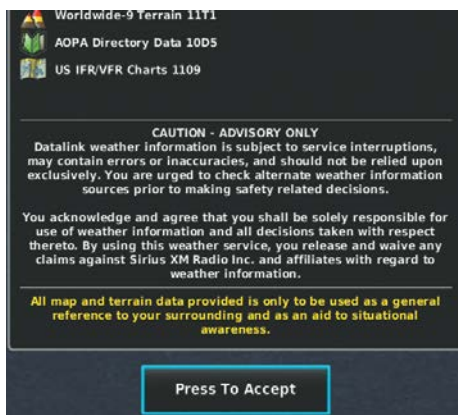 Worldwide-9 Terrain 11T1
AOPA Directory Data 10D5
US IFR/VFR Charts 1109
CAUTION - ADVISORY ONLY
Datalink weather information is subject to service interruptions,
may contain errors or inaccuracies, and should not be relied upon
exclusively. You are urged to check alternate weather information
sources prior to making safety related decisions.
You acknowledge and agree that you shall be solely responsible for
use of weather information and all decisions taken with respect
thereto. By using this weather service, you release and waive any
claims against Sirius XM Radio Inc. and affiliates with regard to
weather information.
All map and terrain data provided is only to be used as a general
reference to your surrounding and as an aid to situational
awareness.
Press To Accept